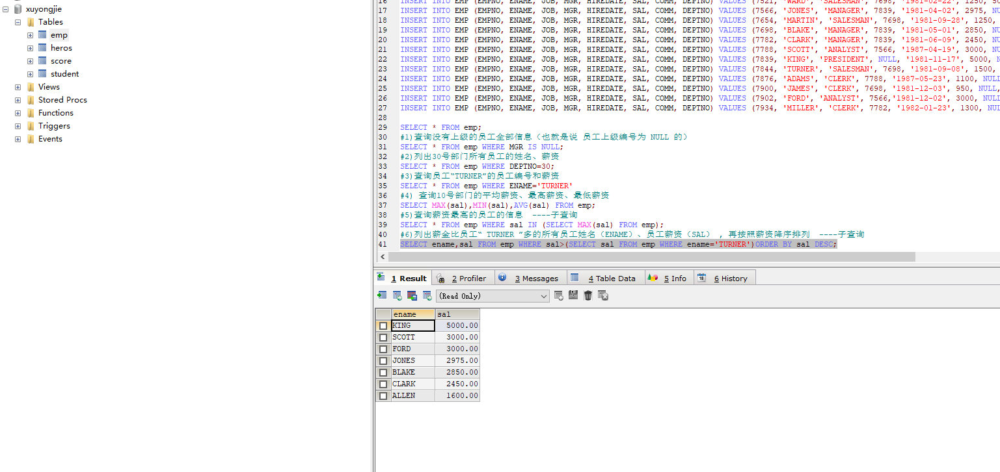 xuyongjie
Tables
emp
heros
score
student
Views
Stored Procs
Functions
Triggers
Events
16 INSERT INTO EMP (EMPNO, ENAME, JOB, MGR, HIREDATE, SAL, COMM, DEPTNO) VALUES (7521, 'WARD', 'SALESMAN', 7698, '1981-02-22', 1250, 50
17 INSERT INTO EMP (EMPNO, ENAME, JOB, MGR, HIREDATE, SAL, COMM, DEPTNO) VALUES (7566, 'JONES', 'MANAGER', 7839, '1981-04-02', 2975, NUL
18 INSERT INTO EMP (EMPNO, ENAME, JOB, MGR, HIREDATE, SAL, COMM, DEPTNO) VALUES (7654, 'MARTIN', 'SALESMAN', 7698, '1981-09-28', 1250,
19 INSERT INTO EMP (EMPNO, ENAME, JOB, MGR, HIREDATE, SAL, COMM, DEPTNO) VALUES (7698, 'BLAKE', 'MANAGER', 7839, '1981-05-01', 2850, NU
20 INSERT INTO EMP (EMPNO, ENAME, JOB, MGR, HIREDATE, SAL, COMM, DEPTNO) VALUES (7782, 'CLARK', 'MANAGER', 7839, '1981-06-09', 2450, NU
21 INSERT INTO EMP (EMPNO, ENAME, JOB, MGR, HIREDATE, SAL, COMM, DEPTNO) VALUES (7788, 'SCOTT', 'ANALYST', 7566, '1987-04-19', 3000, NU
22 INSERT INTO EMP (EMPNO, ENAME, JOB, MGR, HIREDATE, SAL, COMM, DEPTNO) VALUES (7839, 'KING', 'PRESIDENT', NULL, '1981-11-17', 5000, N
23 INSERT INTO EMP (EMPNO, ENAME, JOB, MGR, HIREDATE, SAL, COMM, DEPTNO) VALUES (7844, 'TURNER', 'SALESMAN', 7698, '1981-09-08', 1500,
24 INSERT INTO EMP (EMPNO, ENAME, JOB, MGR, HIREDATE, SAL, COMM, DEPTNO) VALUES (7876, 'ADAMS', 'CLERK', 7788, '1987-05-23', 1100, NULL
25 INSERT INTO EMP (EMPNO, ENAME, JOB, MGR, HIREDATE, SAL, COMM, DEPTNO) VALUES (7900, 'JAMES', 'CLERK', 7698, '1981-12-03', 950, NULL,
26 INSERT INTO EMP (EMPNO, ENAME, JOB, MGR, HIREDATE, SAL, COMM, DEPTNO) VALUES (7902, 'FORD', 'ANALYST', 7566,'1981-12-02', 3000, NULL
27 INSERT INTO EMP (EMPNO, ENAME, JOB, MGR, HIREDATE, SAL, COMM, DEPTNO) VALUES (7934, 'MILLER', 'CLERK', 7782, '1982-01-23', 1300, NUL
28
29 SELECT * FROM emp;
30 #1)查询没有上级的员工全部信息（也就是说 员工上级编号为 NULL 的）
31 SELECT * FROM emp WHERE MGR IS NULL;
32 #2)列出30号部门所有员工的姓名、薪资
33 SELECT * FROM emp WHERE DEPTNO=30;
34 #3)查询员工“TURNER”的员工编号和薪资
35 SELECT * FROM emp WHERE ENAME='TURNER'
36 #4) 查询10号部门的平均薪资、最高薪资、最低薪资
37 SELECT MAX(sal),MIN(sal),AVG(sal) FROM emp;
38 #5)查询薪资最高的员工的信息 ----子查询
39 SELECT * FROM emp WHERE sal IN (SELECT MAX(sal) FROM emp);
40 #6)列出薪金比员工“ TURNER ”多的所有员工姓名（ENAME）、员工薪资（SAL） , 再按照薪资降序排列 ----子查询
41 SELECT ename,sal FROM emp WHERE sal>(SELECT sal FROM emp WHERE ename='TURNER')ORDER BY sal DESC;
1 Result 2 Profiler 3 Messages 4 Table Data 5 Info 6 History
(Read Only)
ename sal
KING 5000.00
SCOTT 3000.00
FORD 3000.00
JONES 2975.00
BLAKE 2850.00
CLARK 2450.00
ALLEN 1600.00